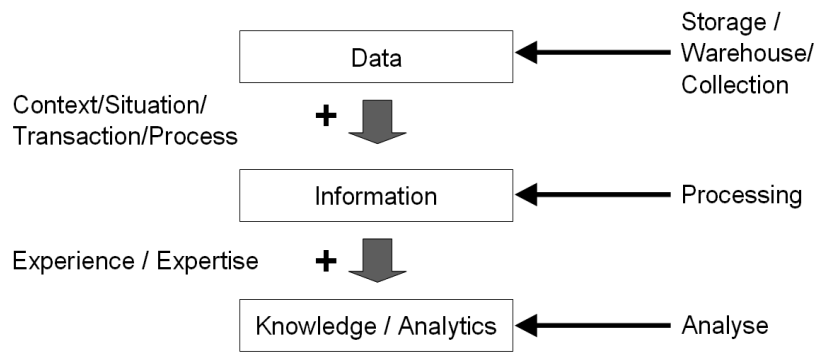 Data
Storage /
Warehouse/
Collection
Context/Situation/
Transaction/Process
+
Information
Processing
Experience / Expertise
+
Knowledge / Analytics
Analyse